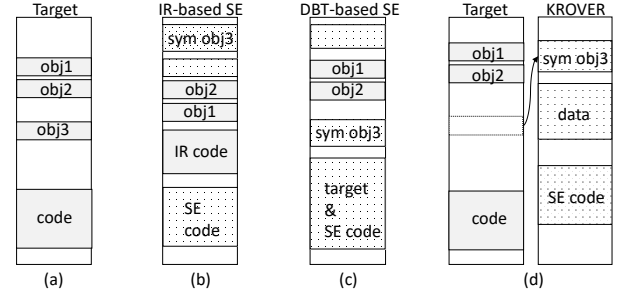 Target
obj1
obj2
obj3
code
(a)
IR-based SE
sym obj3
obj2
obj1
IR code
SE
code
(b)
DBT-based SE
obj1
obj2
sym obj3
target
&
SE code
(c)
Target
obj1
obj2
code
KROVER
sym obj3
data
SE code
(d)